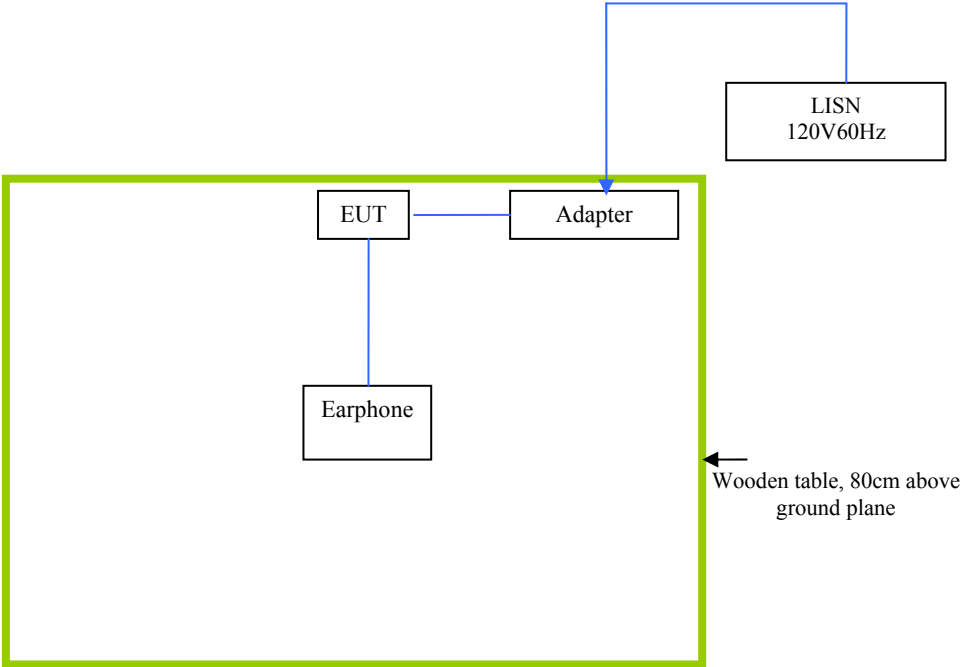 LISN
120V60Hz
EUT
Adapter
Earphone
Wooden table, 80cm above
ground plane